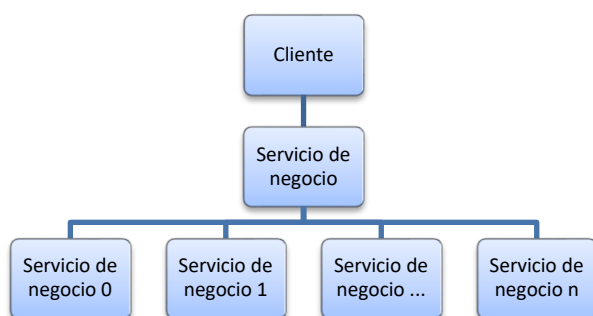 Cliente
Servicio de
negocio
Servicio de
negocio 0
Servicio de
negocio 1
Servicio de
negocio ...
Servicio de
negocio n